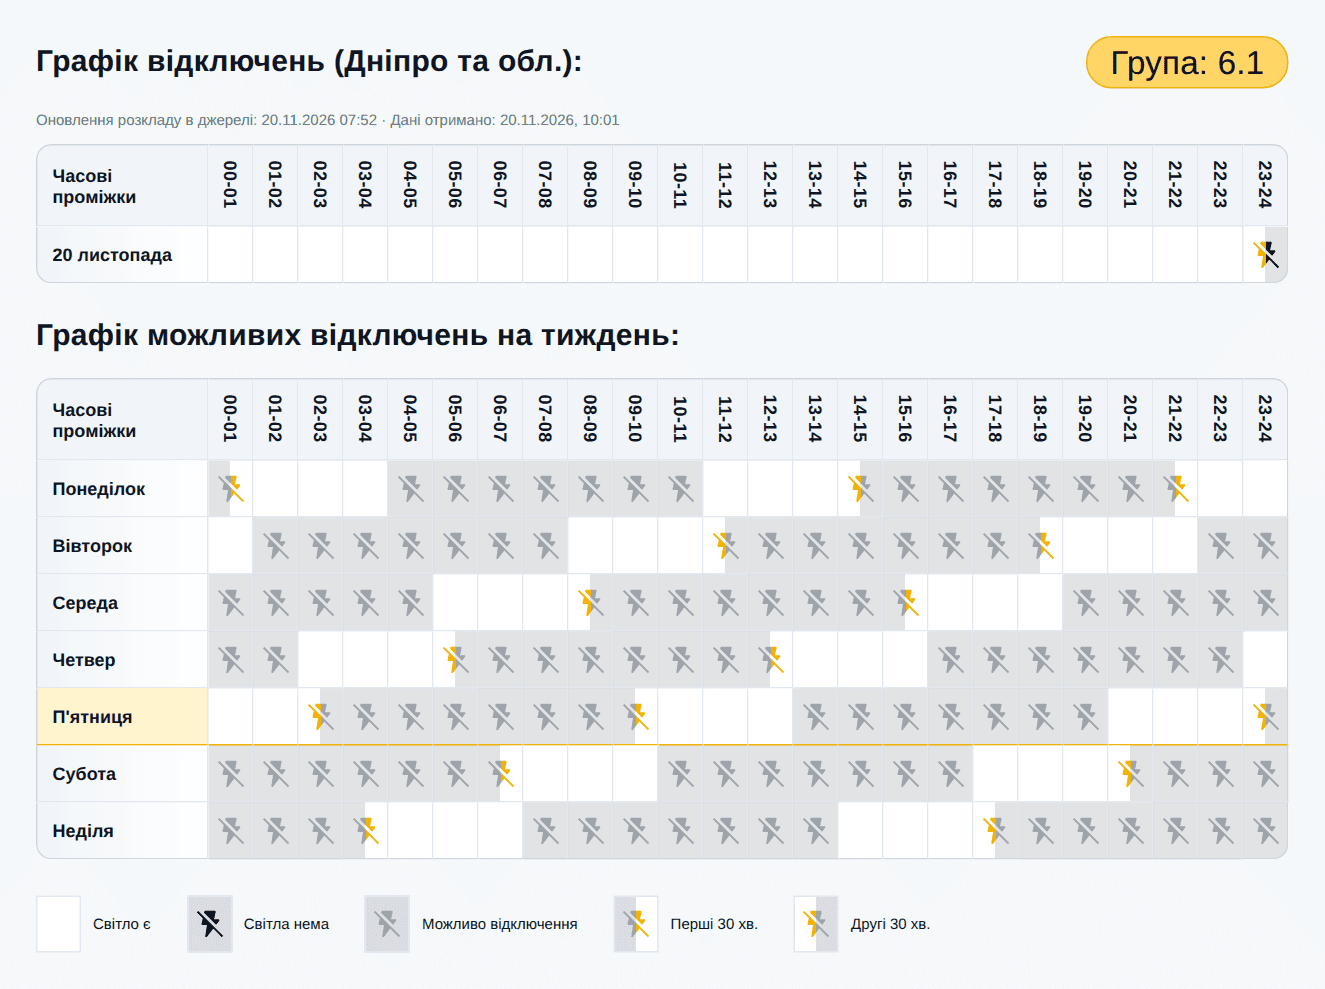 Графік відключень (Дніпро та обл.):
Група: 6.1
Оновлення розкладу в джерелі: 20.11.2026 07:52 · Дані отримано: 20.11.2026, 10:01
Часові проміжки 00-01 01-02 02-03 03-04 04-05 05-06 06-07 07-08 08-09 09-10 10-11 11-12 12-13 13-14 14-15 15-16 16-17 17-18 18-19 19-20 20-21 21-22 22-23 23-24
20 листопада
Графік можливих відключень на тиждень:
Часові проміжки 00-01 01-02 02-03 03-04 04-05 05-06 06-07 07-08 08-09 09-10 10-11 11-12 12-13 13-14 14-15 15-16 16-17 17-18 18-19 19-20 20-21 21-22 22-23 23-24
Понеділок
Вівторок
Середа
Четвер
П'ятниця
Субота
Неділя
Світло є Світла нема Можливо відключення Перші 30 хв. Другі 30 хв.